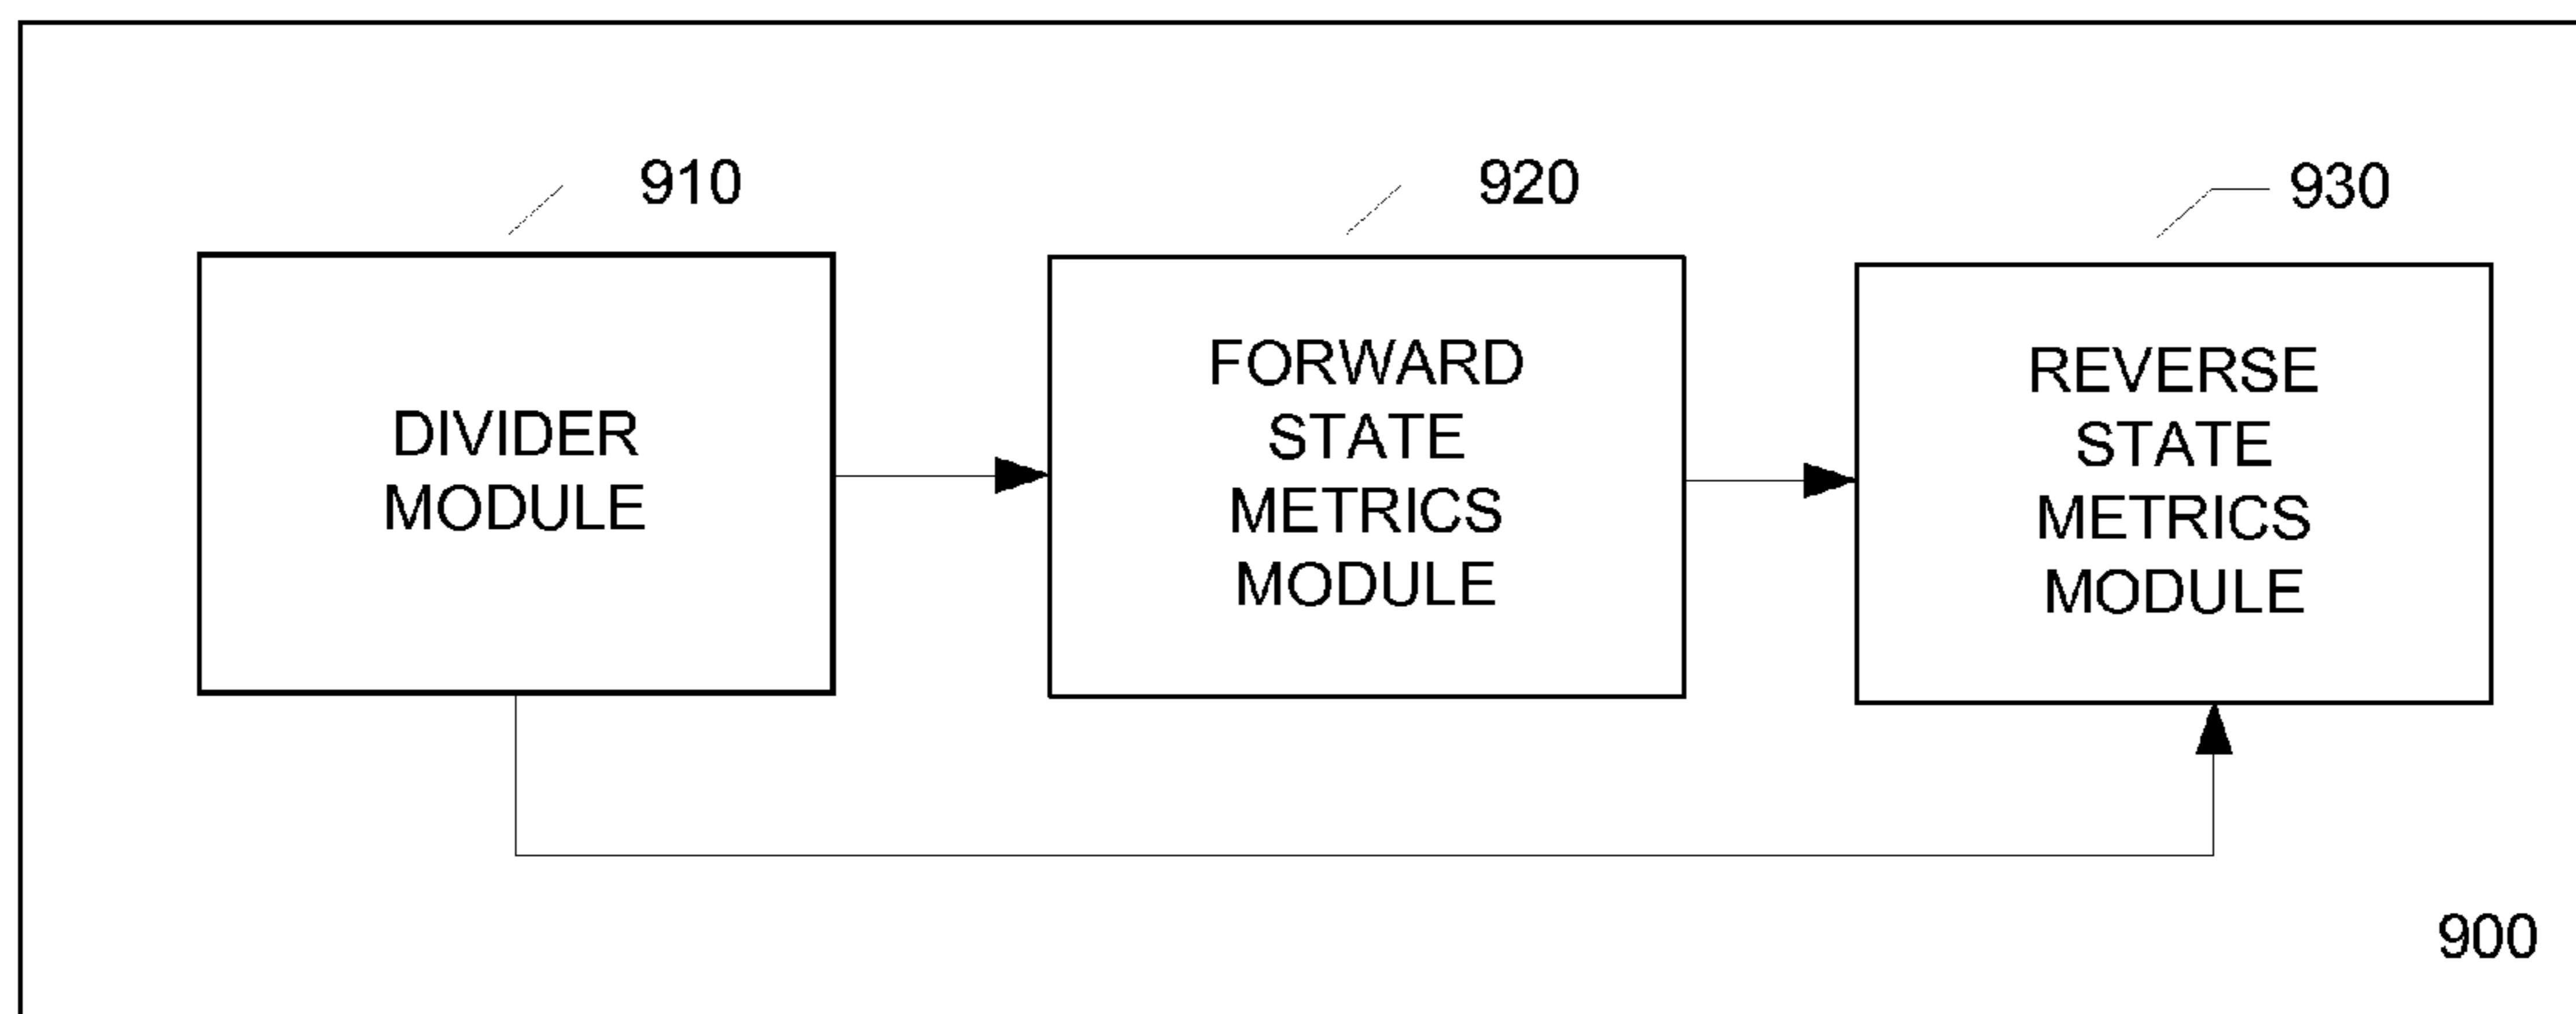 910
920
930
DIVIDER
MODULE
FORWARD
STATE
METRICS
MODULE
REVERSE
STATE
METRICS
MODULE
900